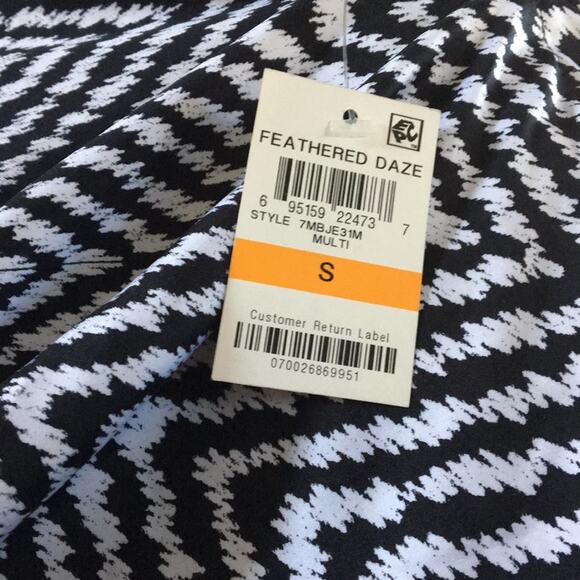 FEATHERED DAZE
6 95159 22473 7
STYLE 7MBJE31M
MULTI
S
Customer Return Label
070026869951